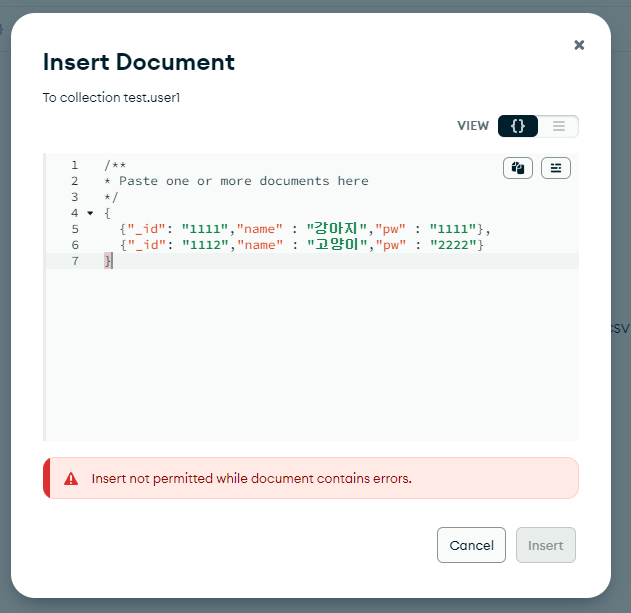 Insert Document
To collection test.user1
VIEW {}
1 /**
2 * Paste one or more documents here
3 */
4 {
5 {"_id": "1111","name" : "강아지","pw" : "1111"},
6 {"_id": "1112","name" : "고양이","pw" : "2222"}
7 }
CSV
Insert not permitted while document contains errors.
Cancel Insert